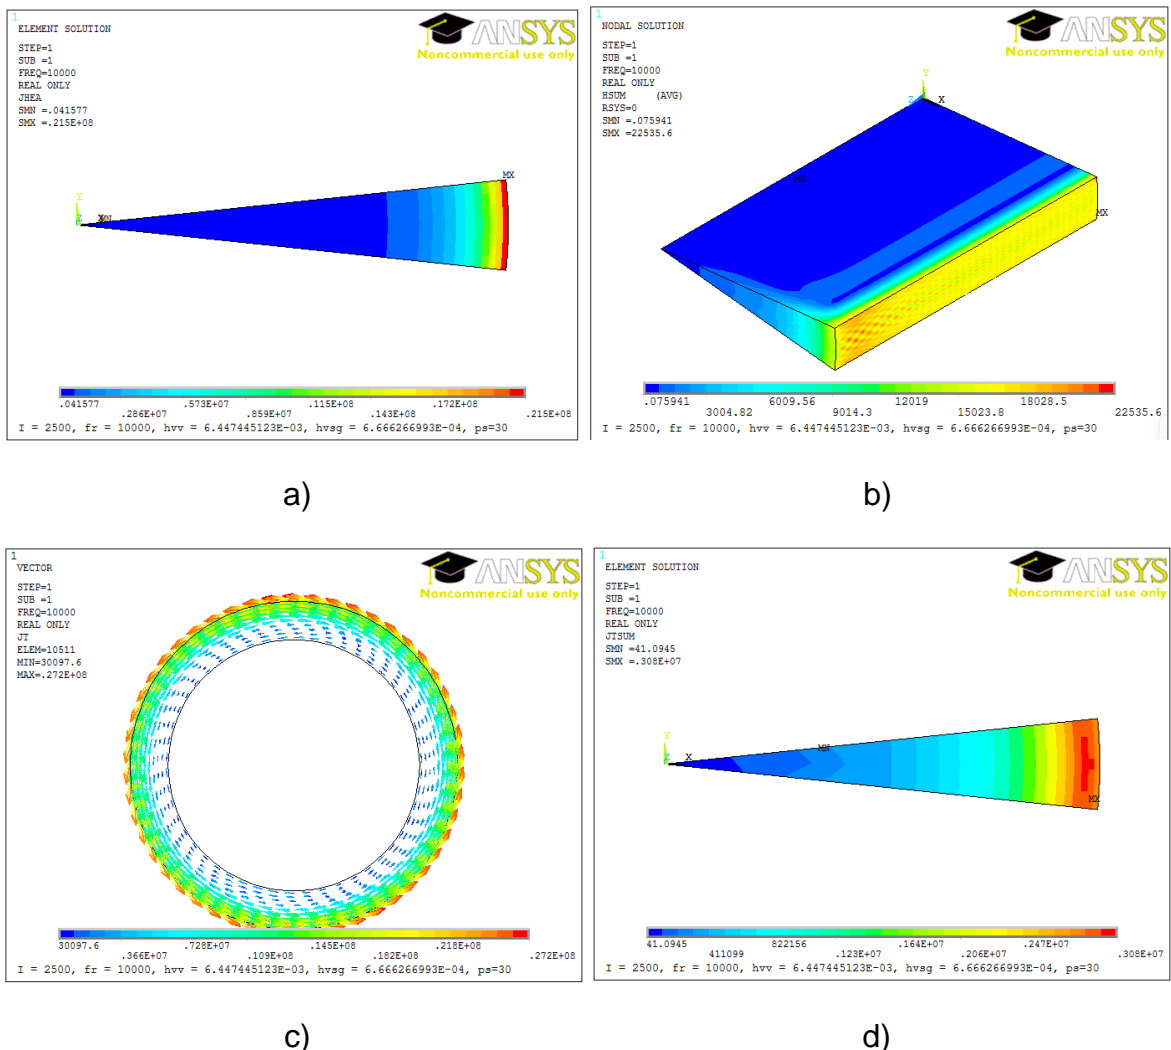 1
ELEMENT SOLUTION
ANSYS
Noncommercial use only
STEP=1
SUB =1
FREQ=10000
REAL ONLY
JHEA
SMN =.041577
SMX =.215E+08
MX
Y
Z
X
MN
.041577 .286E+07 .573E+07 .859E+07 .115E+08 .143E+08 .172E+08 .215E+08
I = 2500, fr = 10000, hvv = 6.447445123E-03, hvsg = 6.666266993E-04, ps=30
a)
1
NODAL SOLUTION
ANSYS
Noncommercial use only
STEP=1
SUB =1
FREQ=10000
REAL ONLY
HSUM (AVG)
RSYS=0
SMN =.075941
SMX =22535.6
Y
Z
X
MN
MX
.075941 3004.82 6009.56 9014.3 12019 15023.8 18028.5 22535.6
I = 2500, fr = 10000, hvv = 6.447445123E-03, hvsg = 6.666266993E-04, ps=30
b)
1
VECTOR
ANSYS
Noncommercial use only
STEP=1
SUB =1
FREQ=10000
REAL ONLY
JT
ELEM=10511
MIN=30097.6
MAX=.272E+08
30097.6 .366E+07 .728E+07 .109E+08 .145E+08 .182E+08 .218E+08 .272E+08
I = 2500, fr = 10000, hvv = 6.447445123E-03, hvsg = 6.666266993E-04, ps=30
c)
1
ELEMENT SOLUTION
ANSYS
Noncommercial use only
STEP=1
SUB =1
FREQ=10000
REAL ONLY
JTSUM
SMN =41.0945
SMX =.308E+07
Y
Z
X
MN
MX
41.0945 411099 822156 .123E+07 .164E+07 .206E+07 .247E+07 .308E+07
I = 2500, fr = 10000, hvv = 6.447445123E-03, hvsg = 6.666266993E-04, ps=30
d)